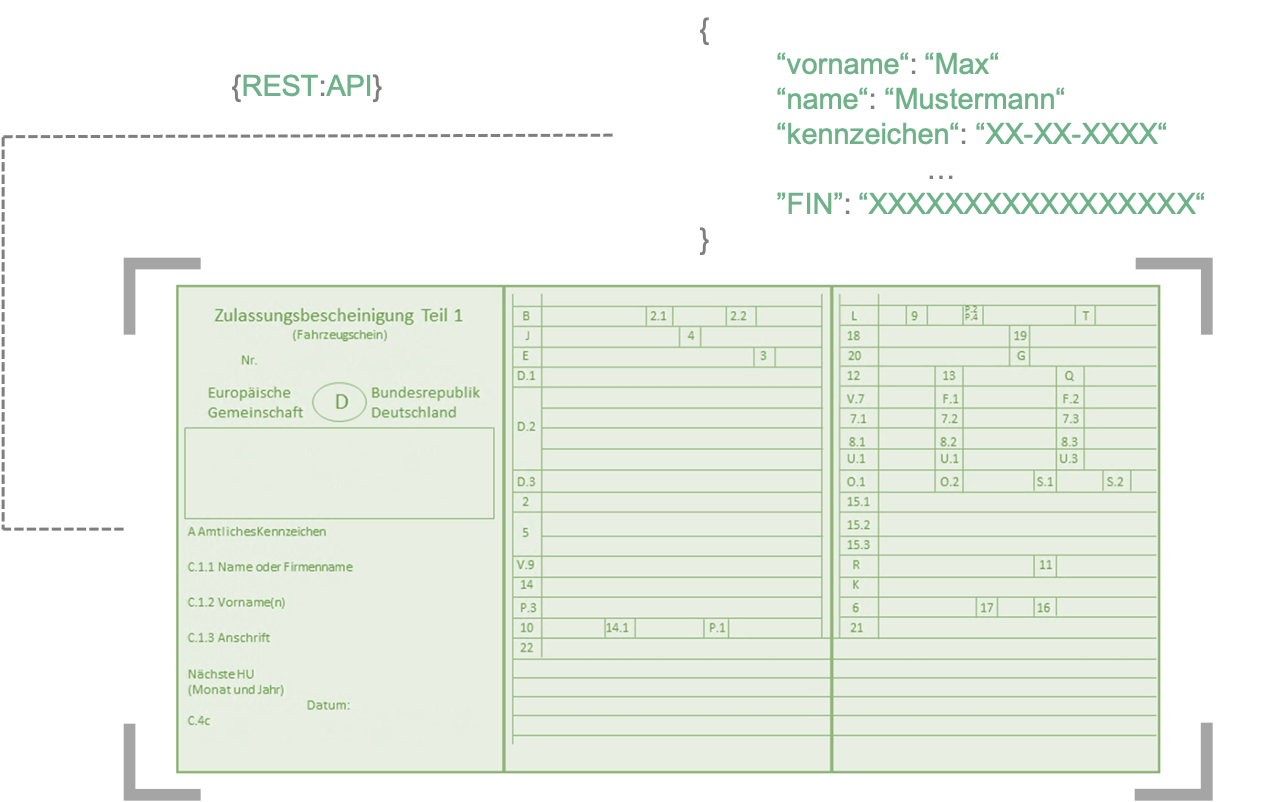 {REST:API}
{
“vorname“: “Max“
“name“: “Mustermann“
“kennzeichen“: “XX-XX-XXXX“
...
”FIN”: “XXXXXXXXXXXXXXXXX“
}
Zulassungsbescheinigung Teil 1
(Fahrzeugschein)
Nr.
Europäische Gemeinschaft
D
Bundesrepublik Deutschland
A AmtlichesKennzeichen
C.1.1 Name oder Firmenname
C.1.2 Vorname(n)
C.1.3 Anschrift
Nächste HU
(Monat und Jahr)
Datum:
C.4c
B 2.1 2.2
J 4
E 3
D.1
D.2
D.3
2
5
V.9
14
P.3
10 14.1 P.1
22
L 9 P.2 P.4 T
18 19
20 G
12 13 Q
V.7 F.1 F.2
7.1 7.2 7.3
8.1 8.2 8.3
U.1 U.1 U.3
O.1 O.2 S.1 S.2
15.1
15.2
15.3
R 11
K
6 17 16
21